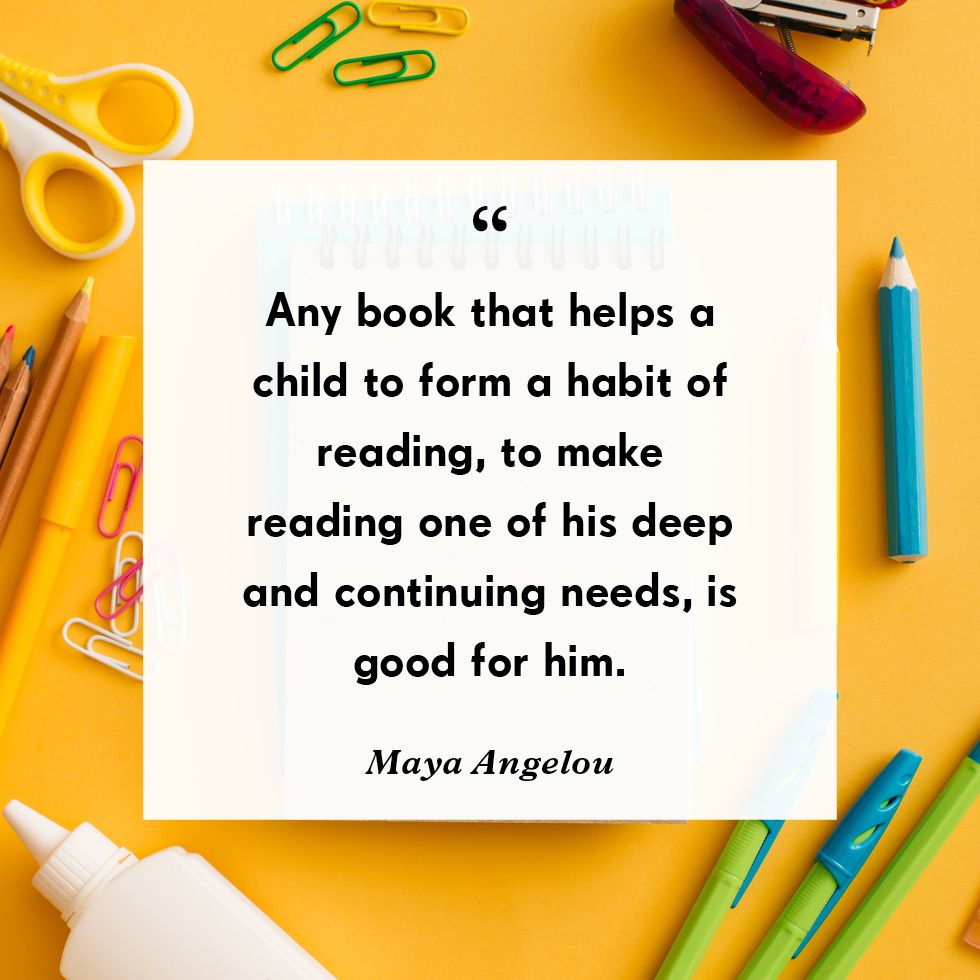 “
Any book that helps a
child to form a habit of
reading, to make
reading one of his deep
and continuing needs, is
good for him.
Maya Angelou